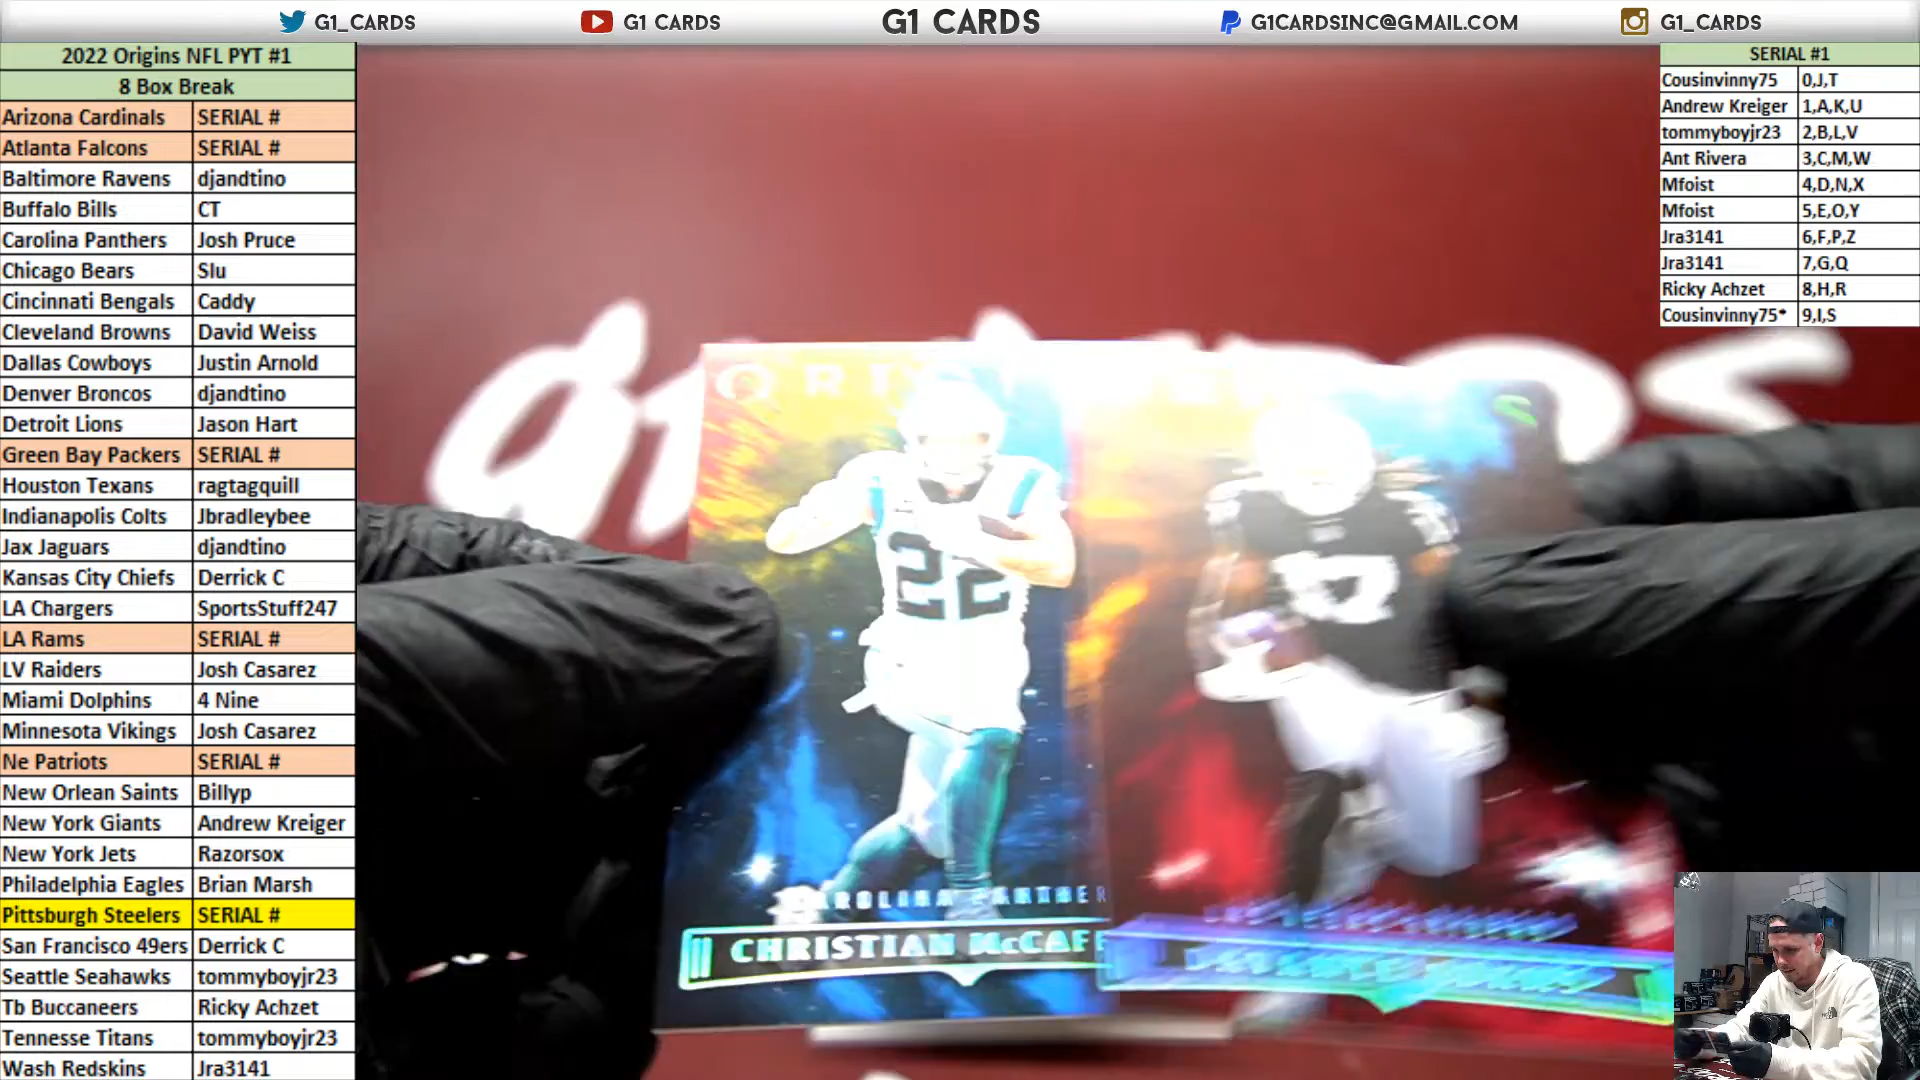 G1_CARDS
G1 CARDS
G1 CARDS
G1CARDSINC@GMAIL.COM
G1_CARDS
2022 Origins NFL PYT #1
8 Box Break
Arizona Cardinals SERIAL #
Atlanta Falcons SERIAL #
Baltimore Ravens djandtino
Buffalo Bills CT
Carolina Panthers Josh Pruce
Chicago Bears Slu
Cincinnati Bengals Caddy
Cleveland Browns David Weiss
Dallas Cowboys Justin Arnold
Denver Broncos djandtino
Detroit Lions Jason Hart
Green Bay Packers SERIAL #
Houston Texans ragtagquill
Indianapolis Colts Jbradleybee
Jax Jaguars djandtino
Kansas City Chiefs Derrick C
LA Chargers SportsStuff247
LA Rams SERIAL #
LV Raiders Josh Casarez
Miami Dolphins 4 Nine
Minnesota Vikings Josh Casarez
Ne Patriots SERIAL #
New Orlean Saints Billyp
New York Giants Andrew Kreiger
New York Jets Razorsox
Philadelphia Eagles Brian Marsh
Pittsburgh Steelers SERIAL #
San Francisco 49ers Derrick C
Seattle Seahawks tommyboyjr23
Tb Buccaneers Ricky Achzet
Tennesse Titans tommyboyjr23
Wash Redskins Jra3141
SERIAL #1
Cousinvinny75 0,J,T
Andrew Kreiger 1,A,K,U
tommyboyjr23 2,B,L,V
Ant Rivera 3,C,M,W
Mfoist 4,D,N,X
Mfoist 5,E,O,Y
Jra3141 6,F,P,Z
Jra3141 7,G,Q
Ricky Achzet 8,H,R
Cousinvinny75* 9,I,S
22
CAROLINA PANTHER
CHRISTIAN McCAF